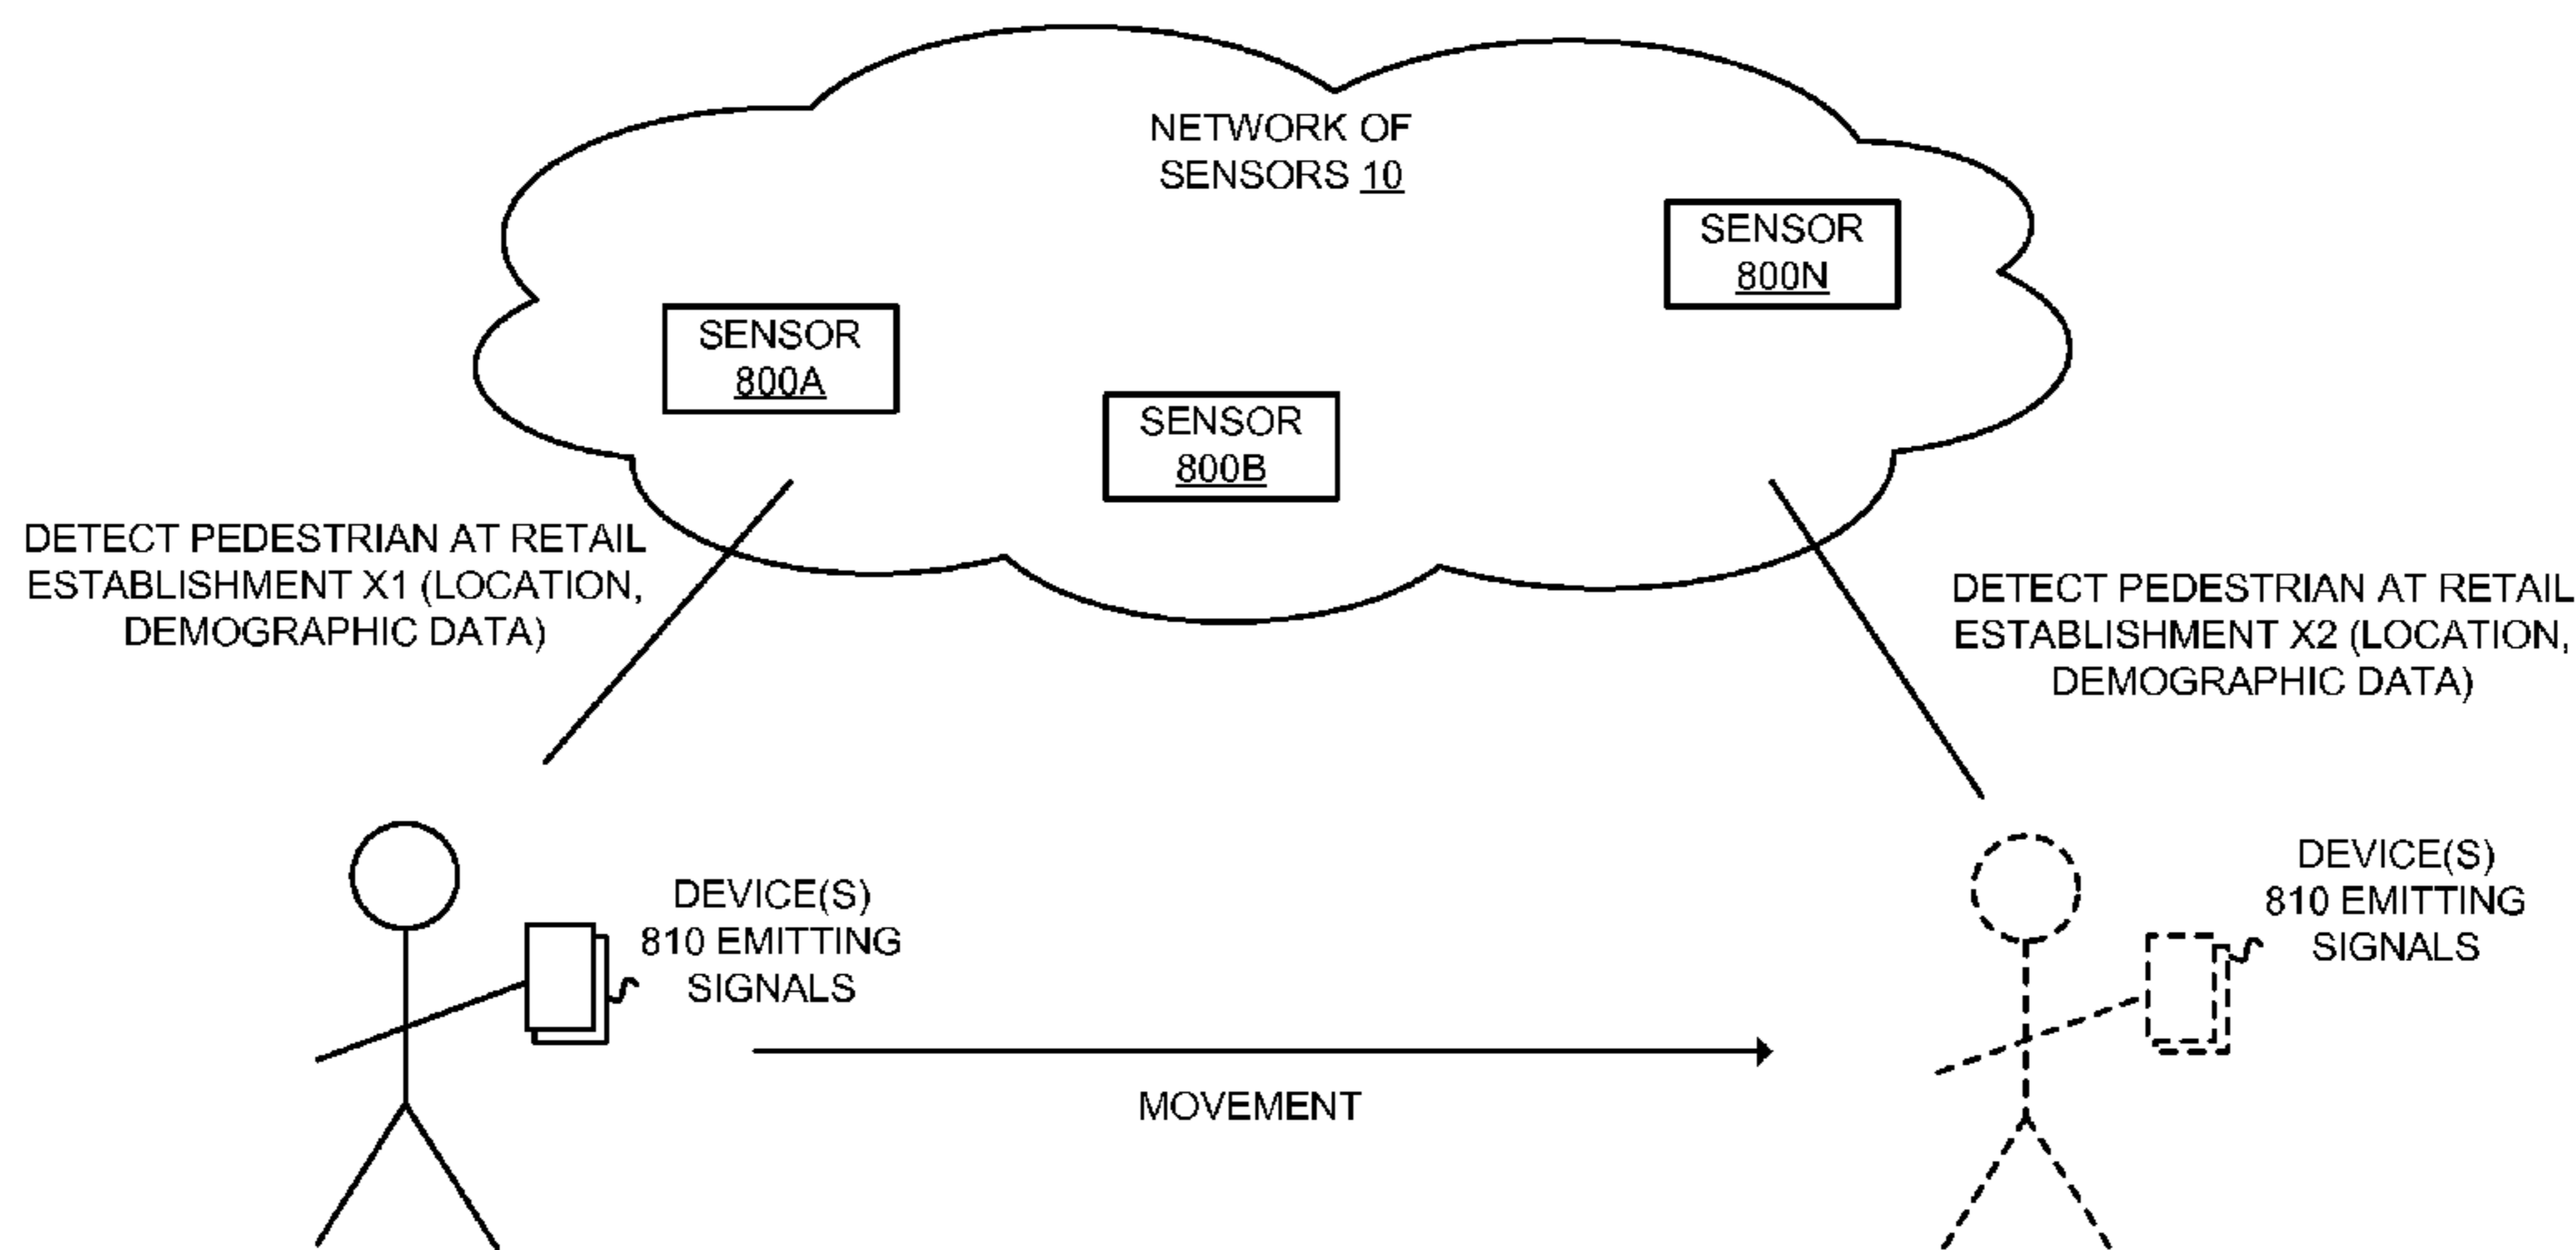 NETWORK OF
SENSORS 10
SENSOR
800N
SENSOR
800A
SENSOR
800B
DETECT PEDESTRIAN AT RETAIL
ESTABLISHMENT X1 (LOCATION,
DEMOGRAPHIC DATA)
DETECT PEDESTRIAN AT RETAIL
ESTABLISHMENT X2 (LOCATION,
DEMOGRAPHIC DATA)
DEVICE(S)
810 EMITTING
SIGNALS
DEVICE(S)
810 EMITTING
SIGNALS
MOVEMENT